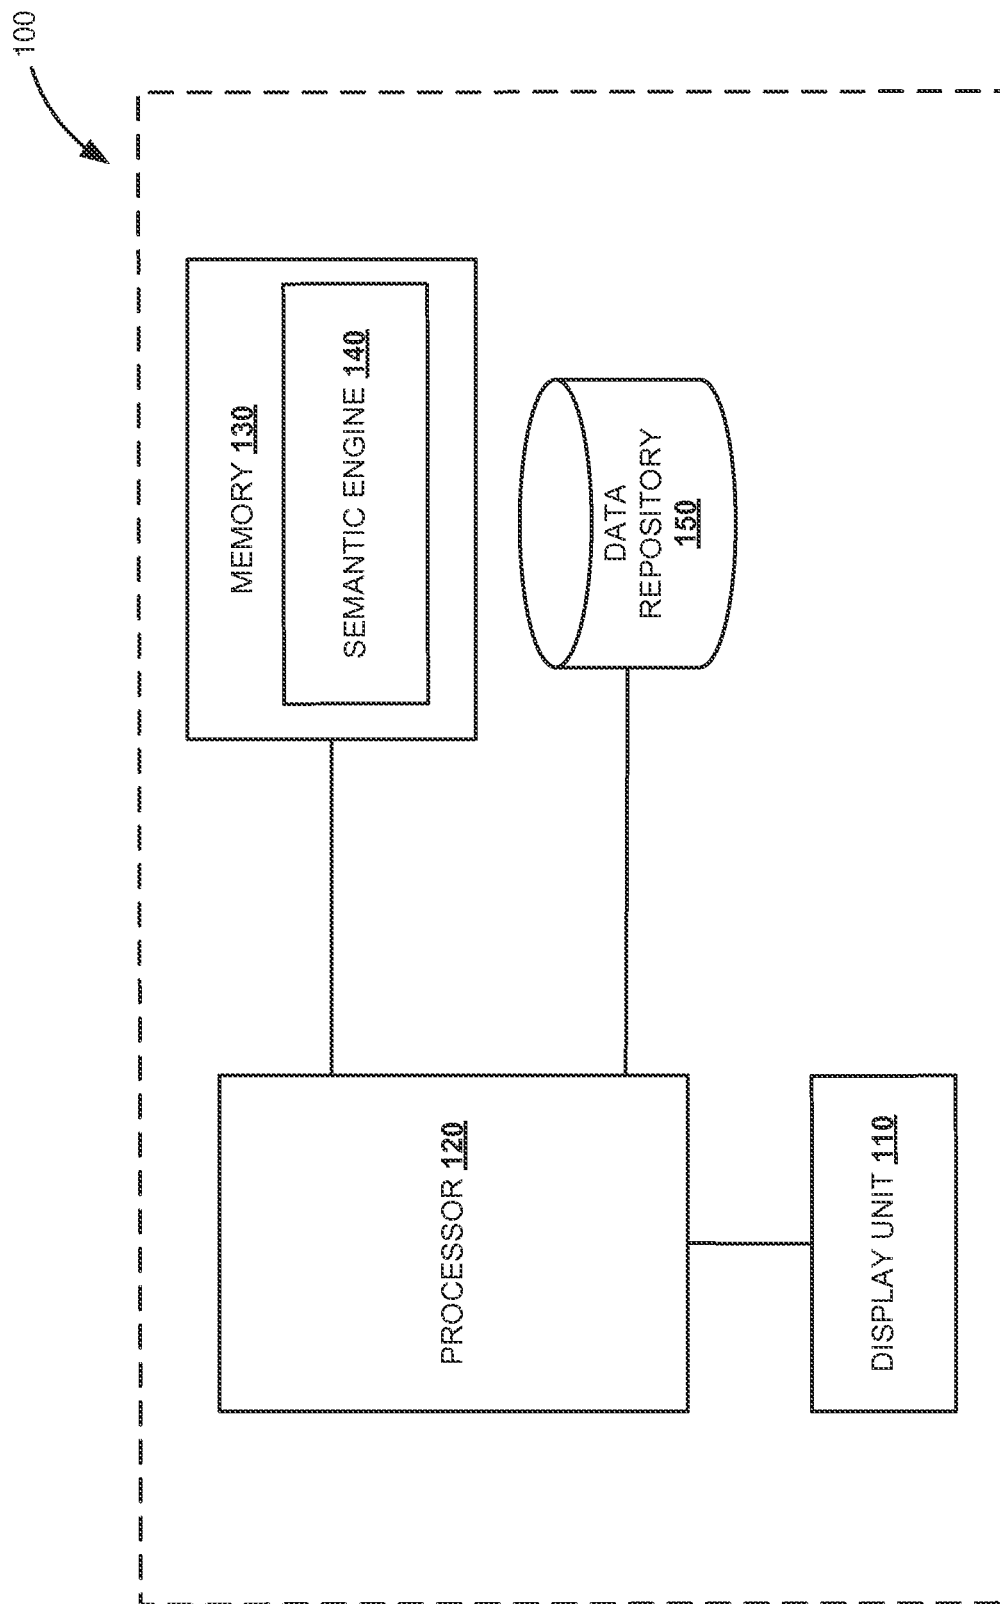 100
MEMORY 130
SEMANTIC ENGINE 140
DATA
REPOSITORY
150
PROCESSOR 120
DISPLAY UNIT 110